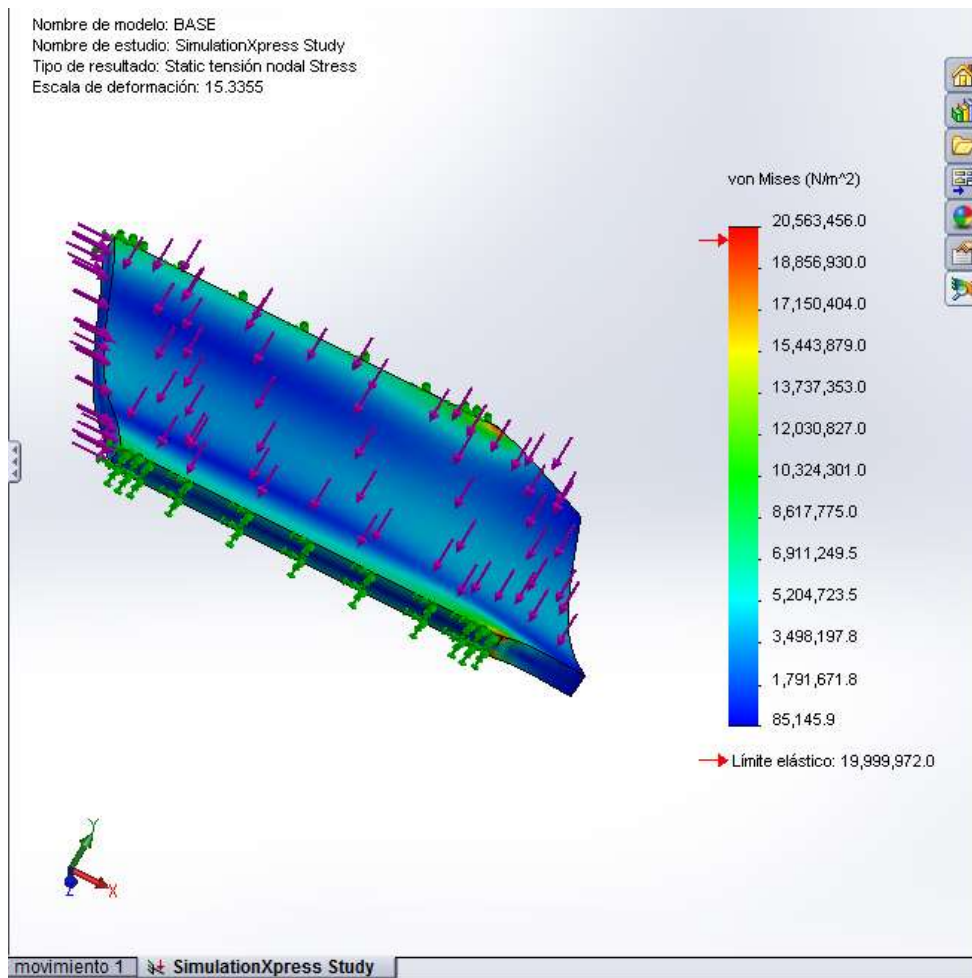 Nombre de modelo: BASE
Nombre de estudio: SimulationXpress Study
Tipo de resultado: Static tensión nodal Stress
Escala de deformación: 15.3355
von Mises (N/m^2)
20,563,456.0
18,856,930.0
17,150,404.0
15,443,879.0
13,737,353.0
12,030,827.0
10,324,301.0
8,617,775.0
6,911,249.5
5,204,723.5
3,498,197.8
1,791,671.8
85,145.9
Límite elástico: 19,999,972.0
Y
X
Z
movimiento 1 SimulationXpress Study